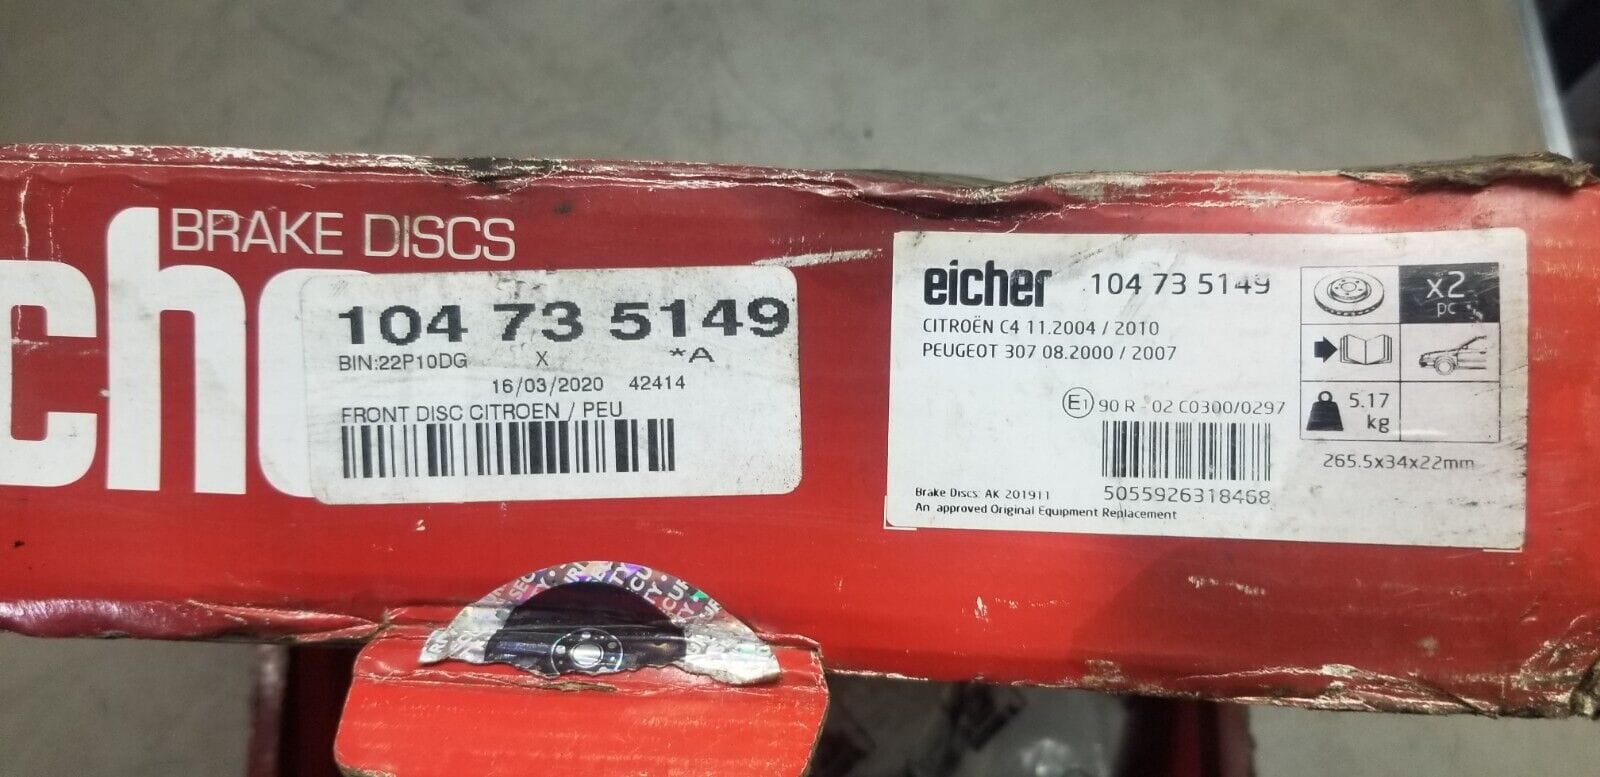 BRAKE DISCS
104 73 5149
BIN:22P10DG X *A
16/03/2020 42414
FRONT DISC CITROEN / PEU
eicher 104 73 5149
CITROËN C4 11.2004 / 2010
PEUGEOT 307 08.2000 / 2007
x2
pc
E1 90 R - 02 C0300/0297
5.17
kg
265.5x34x22mm
5055926318468
Brake Discs: AK 201911
An approved Original Equipment Replacement